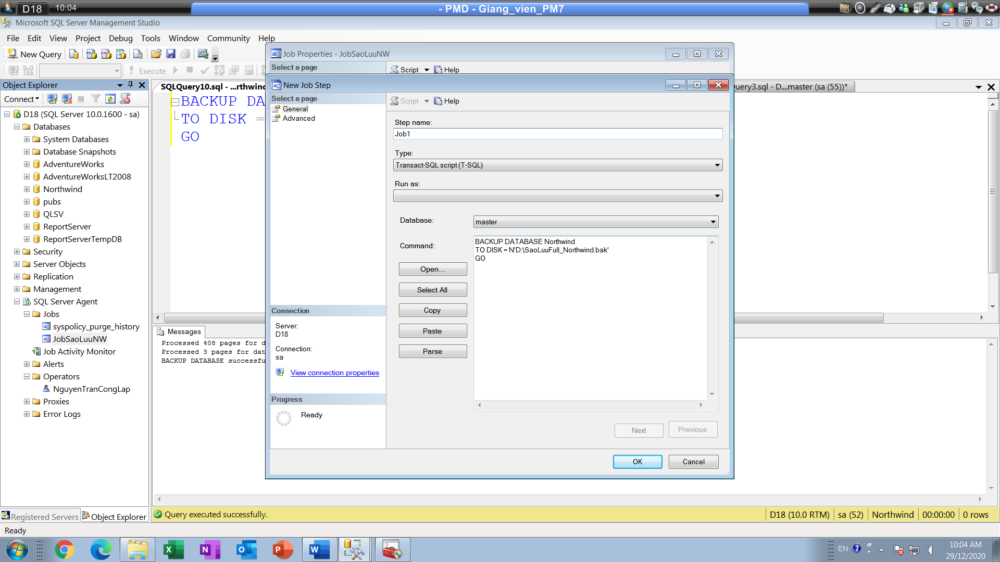 D18
10:04
- PMD - Giang_vien_PM7
Microsoft SQL Server Management Studio
File Edit View Project Debug Tools Window Community Help
New Query
Execute
Object Explorer
Connect
D18 (SQL Server 10.0.1600 - sa)
Databases
System Databases
Database Snapshots
AdventureWorks
AdventureWorksLT2008
Northwind
pubs
QLSV
ReportServer
ReportServerTempDB
Security
Server Objects
Replication
Management
SQL Server Agent
Jobs
syspolicy_purge_history
JobSaoLuuNW
Job Activity Monitor
Alerts
Operators
NguyenTranCongLap
Proxies
Error Logs
Registered Servers
Object Explorer
SQLQuery10.sql - ...rthwind
uery3.sql - D....master (sa (55))*
BACKUP DA
TO DISK =
GO
Messages
Processed 408 pages for d
Processed 3 pages for dat
BACKUP DATABASE successfu
Job Properties - JobSaoLuuNW
Select a page
Script
Help
New Job Step
Select a page
General
Advanced
Script
Help
Step name:
Job1
Type:
Transact-SQL script (T-SQL)
Run as:
Database:
master
Command:
BACKUP DATABASE Northwind
TO DISK = N'D:\SaoLuuFull_Northwind.bak'
GO
Open...
Select All
Copy
Paste
Parse
Connection
Server:
D18
Connection:
sa
View connection properties
Progress
Ready
Next
Previous
OK
Cancel
Query executed successfully.
D18 (10.0 RTM)
sa (52)
Northwind
00:00:00
0 rows
Ready
EN
10:04 AM
29/12/2020